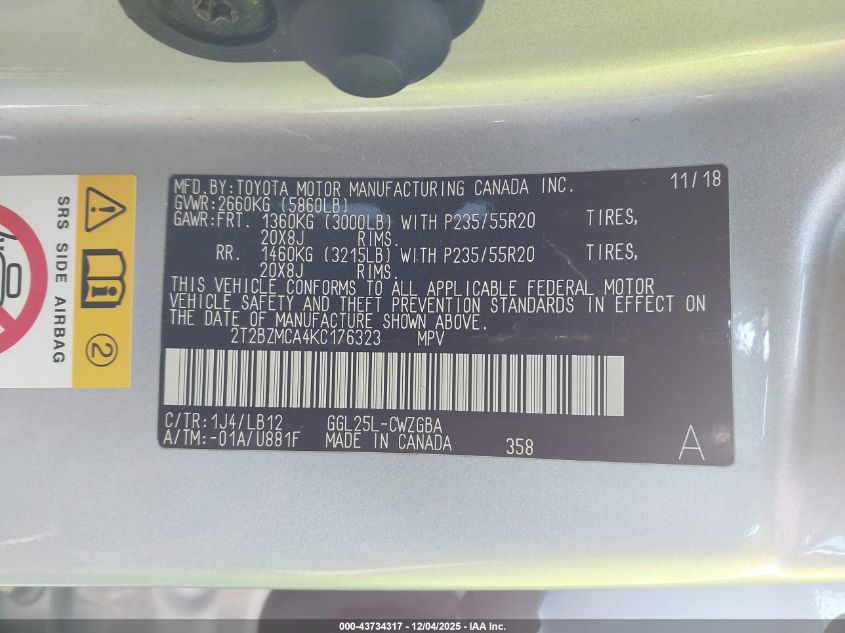 MFD.BY:TOYOTA MOTOR MANUFACTURING CANADA INC. 11/18
GVWR:2660KG (5860LB)
GAWR:FRT. 1360KG (3000LB) WITH P235/55R20 TIRES,
20X8J RIMS.
RR. 1460KG (3215LB) WITH P235/55R20 TIRES,
20X8J RIMS.
THIS VEHICLE CONFORMS TO ALL APPLICABLE FEDERAL MOTOR
VEHICLE SAFETY AND THEFT PREVENTION STANDARDS IN EFFECT ON
THE DATE OF MANUFACTURE SHOWN ABOVE.
2T2BZMCA4KC176323 MPV
C/TR:1J4/LB12 GGL25L-CWZGBA
A/TM:-01A/U881F MADE IN CANADA 358 A
SRS SIDE AIRBAG
2
000-43734317 - 12/04/2025 - IAA Inc.